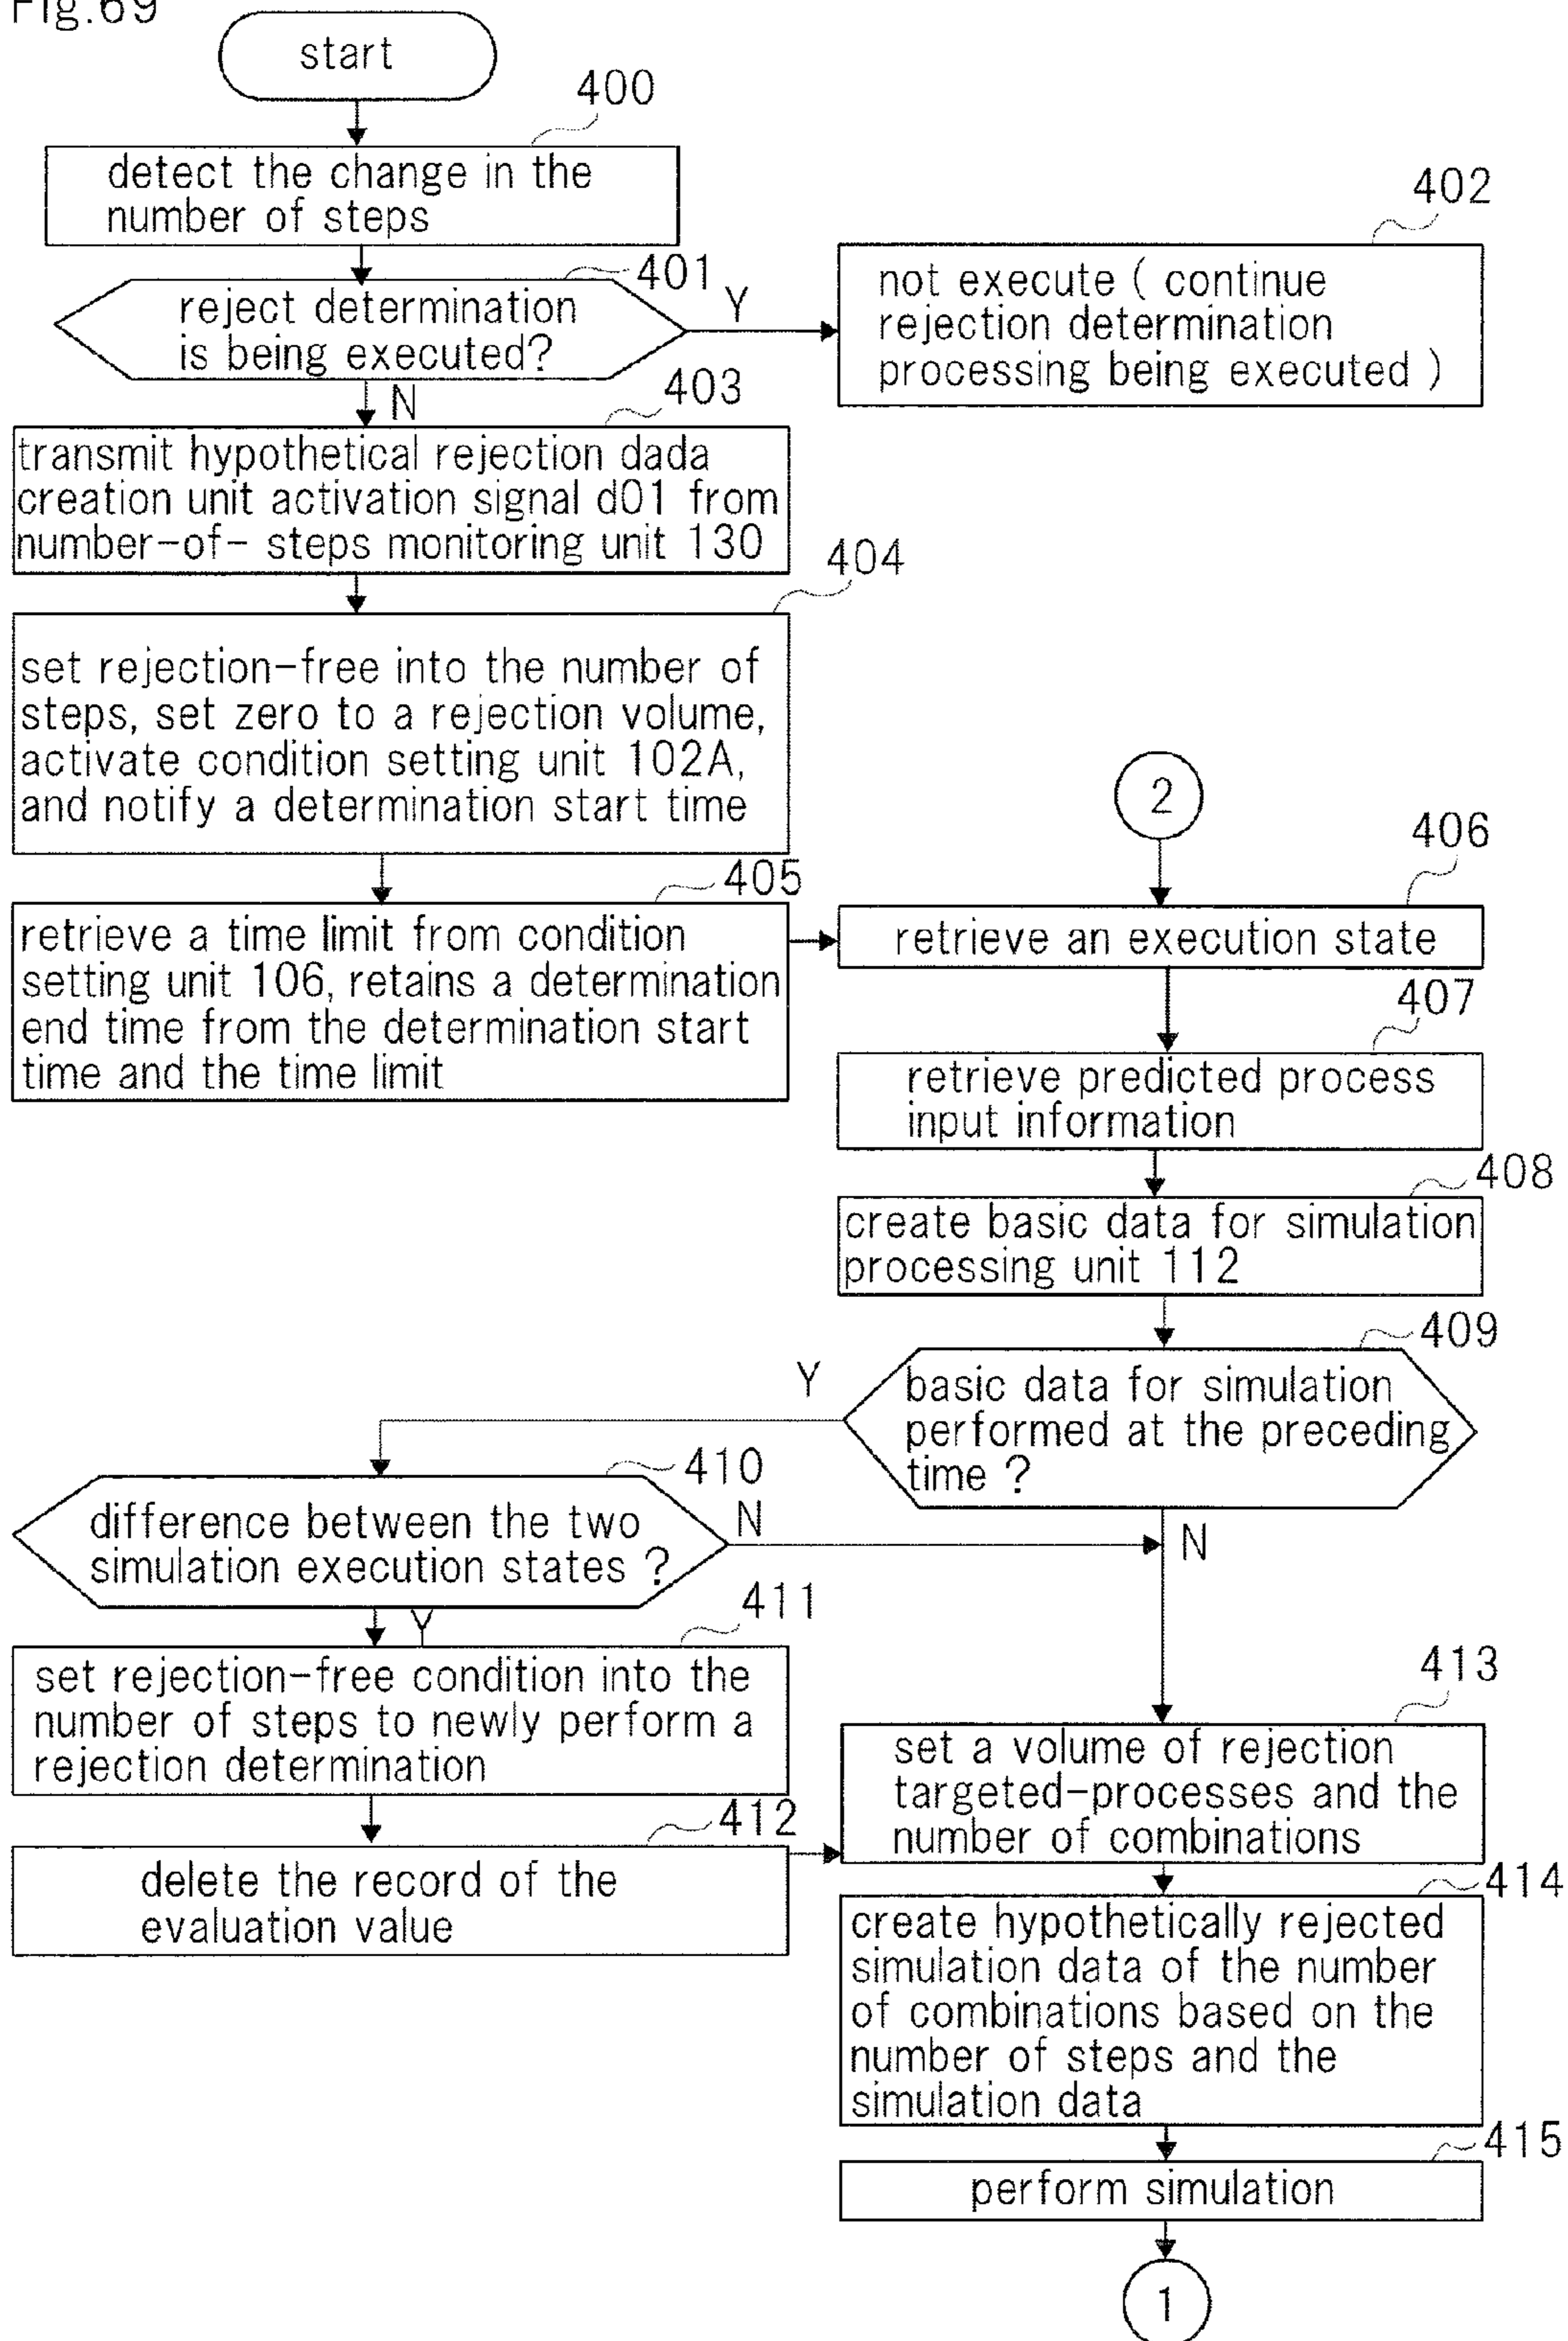 Fig.69
start
400
detect the change in the
number of steps
401
reject determination
is being executed?
Y
N
402
not execute ( continue
rejection determination
processing being executed )
403
transmit hypothetical rejection dada
creation unit activation signal d01 from
number-of- steps monitoring unit 130
404
set rejection-free into the number of
steps, set zero to a rejection volume,
activate condition setting unit 102A,
and notify a determination start time
405
retrieve a time limit from condition
setting unit 106, retains a determination
end time from the determination start
time and the time limit
2
406
retrieve an execution state
407
retrieve predicted process
input information
408
create basic data for simulation
processing unit 112
409
basic data for simulation
performed at the preceding
time ?
Y
N
410
difference between the two
simulation execution states ?
N
Y
411
set rejection-free condition into the
number of steps to newly perform a
rejection determination
412
delete the record of the
evaluation value
413
set a volume of rejection
targeted-processes and the
number of combinations
414
create hypothetically rejected
simulation data of the number
of combinations based on the
number of steps and the
simulation data
415
perform simulation
1